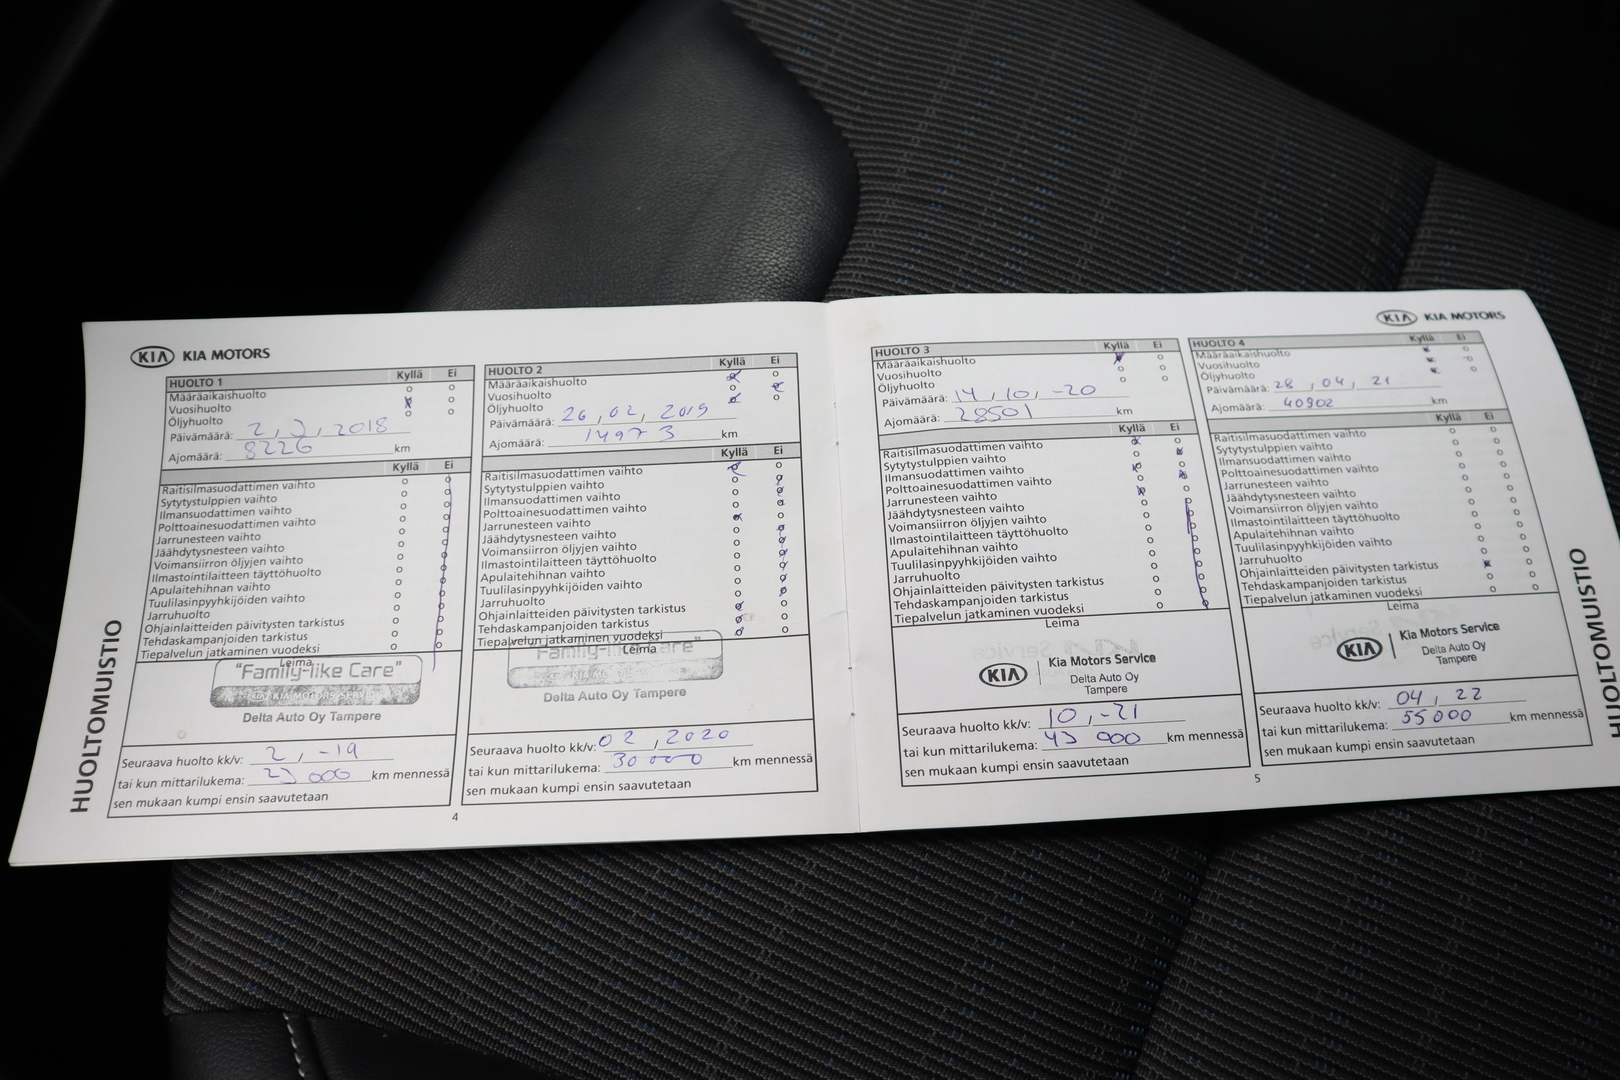 KIA KIA MOTORS
HUOLTO 1 Kyllä Ei
Määräaikaishuolto
Vuosihuolto
Öljyhuolto
Päivämäärä: 2, 2, 2018
Ajomäärä: 8226 km
Kyllä Ei
Raitisilmasuodattimen vaihto
Sytytystulppien vaihto
Ilmansuodattimen vaihto
Polttoainesuodattimen vaihto
Jarrunesteen vaihto
Jäähdytysnesteen vaihto
Voimansiirron öljyjen vaihto
Ilmastointilaitteen täyttöhuolto
Apulaitehihnan vaihto
Tuulilasinpyyhkijöiden vaihto
Jarruhuolto
Ohjainlaitteiden päivitysten tarkistus
Tehdaskampanjoiden tarkistus
Tiepalvelun jatkaminen vuodeksi
Leima
"Family-like Care"
KIA MOTORS SERVICE
Delta Auto Oy Tampere
Seuraava huolto kk/v: 2, -19
tai kun mittarilukema: 23 000 km mennessä
sen mukaan kumpi ensin saavutetaan
HUOLTO 2 Kyllä Ei
Määräaikaishuolto
Vuosihuolto
Öljyhuolto
Päivämäärä: 26, 02, 2019
Ajomäärä: 14973 km
Kyllä Ei
Raitisilmasuodattimen vaihto
Sytytystulppien vaihto
Ilmansuodattimen vaihto
Polttoainesuodattimen vaihto
Jarrunesteen vaihto
Jäähdytysnesteen vaihto
Voimansiirron öljyjen vaihto
Ilmastointilaitteen täyttöhuolto
Apulaitehihnan vaihto
Tuulilasinpyyhkijöiden vaihto
Jarruhuolto
Ohjainlaitteiden päivitysten tarkistus
Tehdaskampanjoiden tarkistus
Tiepalvelun jatkaminen vuodeksi
Leima
Family-like Care"
Delta Auto Oy Tampere
Seuraava huolto kk/v: 02, 2020
tai kun mittarilukema: 30000 km mennessä
sen mukaan kumpi ensin saavutetaan
HUOLTOMUISTIO
4
KIA KIA MOTORS
HUOLTO 3 Kyllä Ei
Määräaikaishuolto
Vuosihuolto
Öljyhuolto
Päivämäärä: 14, 10, -20
Ajomäärä: 28501 km
Kyllä Ei
Raitisilmasuodattimen vaihto
Sytytystulppien vaihto
Ilmansuodattimen vaihto
Polttoainesuodattimen vaihto
Jarrunesteen vaihto
Jäähdytysnesteen vaihto
Voimansiirron öljyjen vaihto
Ilmastointilaitteen täyttöhuolto
Apulaitehihnan vaihto
Tuulilasinpyyhkijöiden vaihto
Jarruhuolto
Ohjainlaitteiden päivitysten tarkistus
Tehdaskampanjoiden tarkistus
Tiepalvelun jatkaminen vuodeksi
Leima
KIA Kia Motors Service
Delta Auto Oy
Tampere
Seuraava huolto kk/v: 10, -21
tai kun mittarilukema: 43 000 km mennessä
sen mukaan kumpi ensin saavutetaan
HUOLTO 4 Kyllä Ei
Määräaikaishuolto
Vuosihuolto
Öljyhuolto
Päivämäärä: 28, 04, 21
Ajomäärä: 40902 km
Kyllä Ei
Raitisilmasuodattimen vaihto
Sytytystulppien vaihto
Ilmansuodattimen vaihto
Polttoainesuodattimen vaihto
Jarrunesteen vaihto
Jäähdytysnesteen vaihto
Voimansiirron öljyjen vaihto
Ilmastointilaitteen täyttöhuolto
Apulaitehihnan vaihto
Tuulilasinpyyhkijöiden vaihto
Jarruhuolto
Ohjainlaitteiden päivitysten tarkistus
Tehdaskampanjoiden tarkistus
Tiepalvelun jatkaminen vuodeksi
Leima
KIA Kia Motors Service
Delta Auto Oy
Tampere
Seuraava huolto kk/v: 04, 22
tai kun mittarilukema: 55000 km mennessä
sen mukaan kumpi ensin saavutetaan
HUOLTOMUISTIO
5